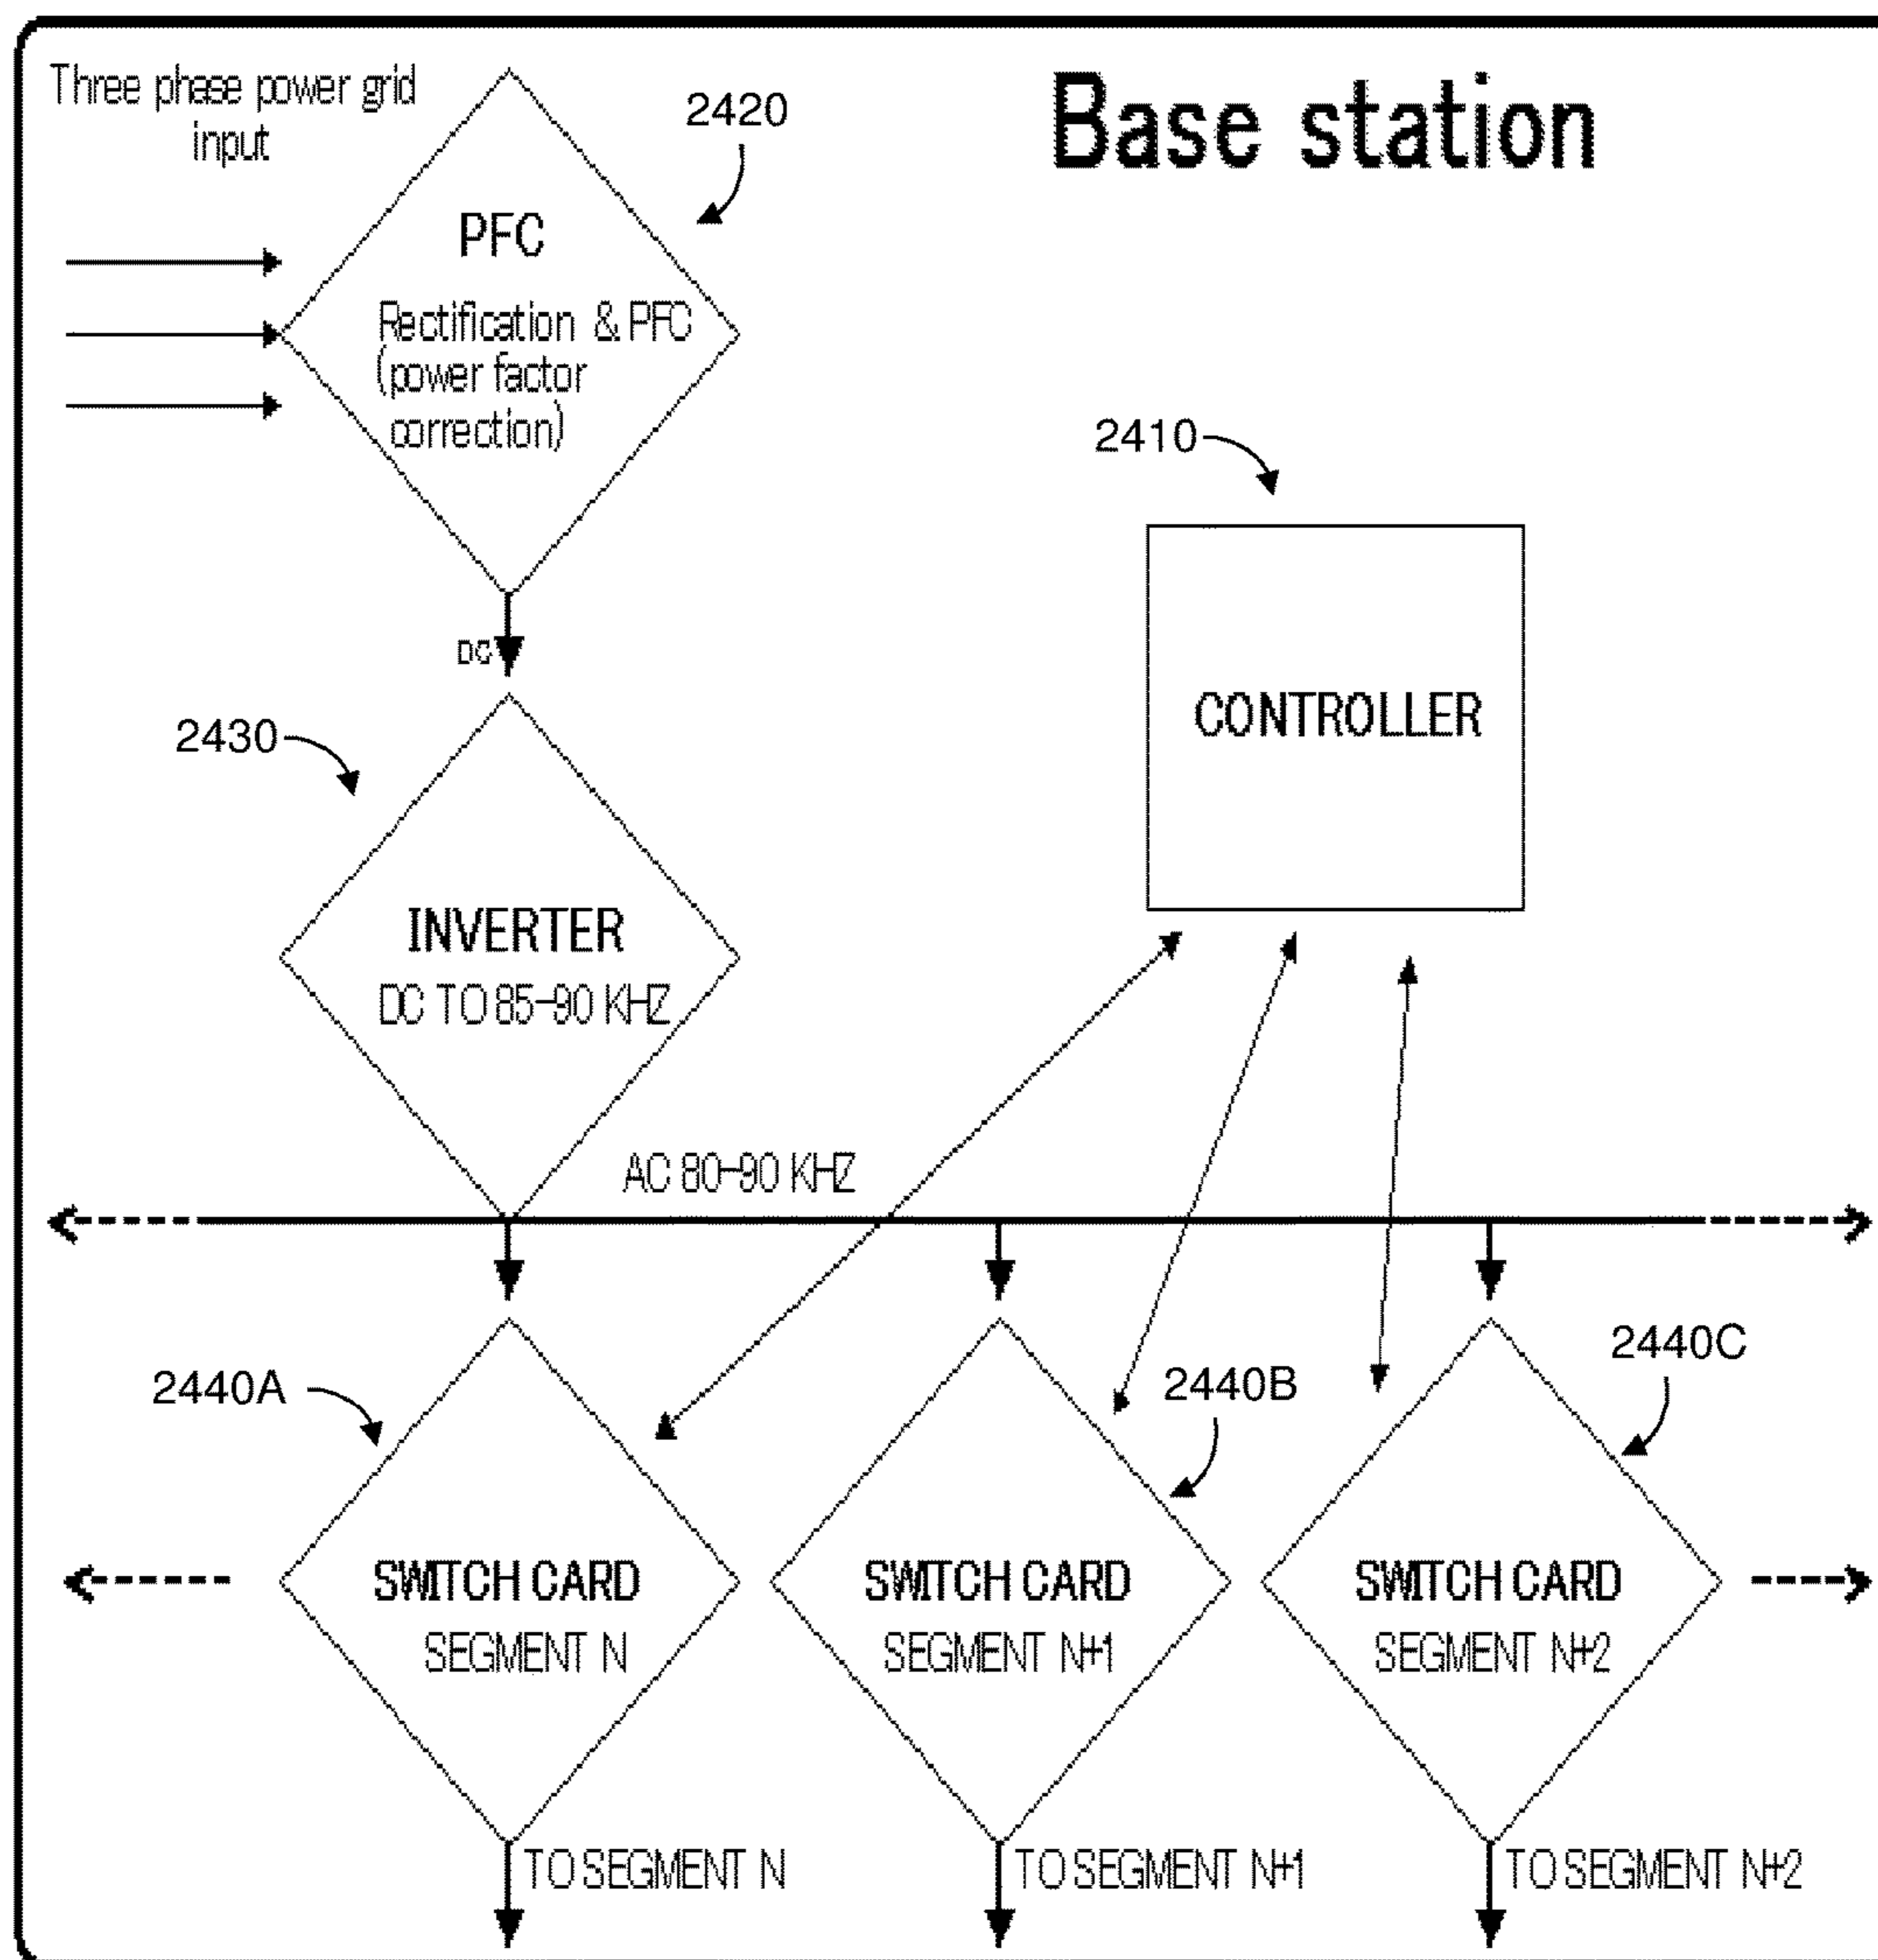 Three phase power grid
input
2420
Base station
PFC
Rectification & PFC
(power factor
correction)
2410
DC
2430
CONTROLLER
INVERTER
DC TO 85-90 KHZ
AC 80-90 KHZ
2440A
2440B
2440C
SWITCH CARD
SEGMENT N
SWITCH CARD
SEGMENT N+1
SWITCH CARD
SEGMENT N+2
TO SEGMENT N
TO SEGMENT N+1
TO SEGMENT N+2